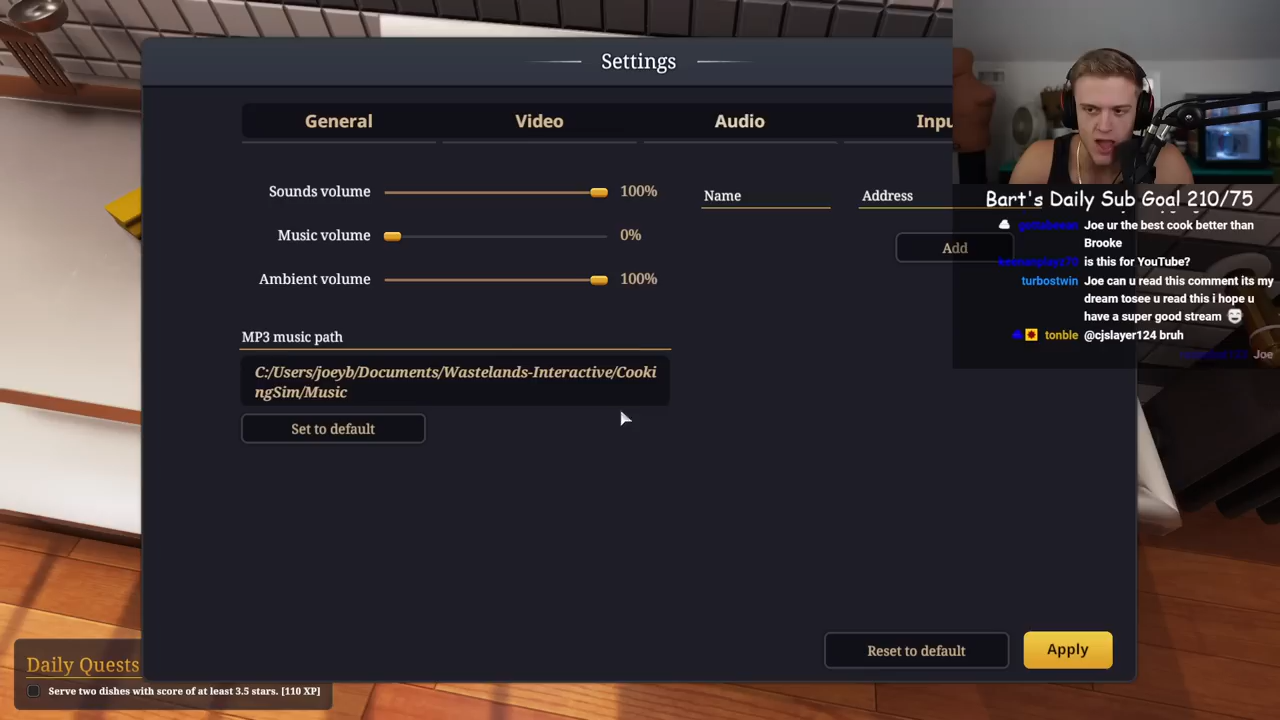 Settings
General
Video
Audio
Inpu
Sounds volume
100%
Music volume
0%
Ambient volume
100%
Name
Address
Add
MP3 music path
C:/Users/joeyb/Documents/Wastelands-Interactive/Cooki
ngSim/Music
Set to default
Reset to default
Apply
Daily Quests
Serve two dishes with score of at least 3.5 stars. [110 XP]
Bart's Daily Sub Goal 210/75
Joe ur the best cook better than
Brooke
is this for YouTube?
turbostwin Joe can u read this comment its my
dream tosee u read this i hope u
have a super good stream
tonble @cjslayer124 bruh
Joe